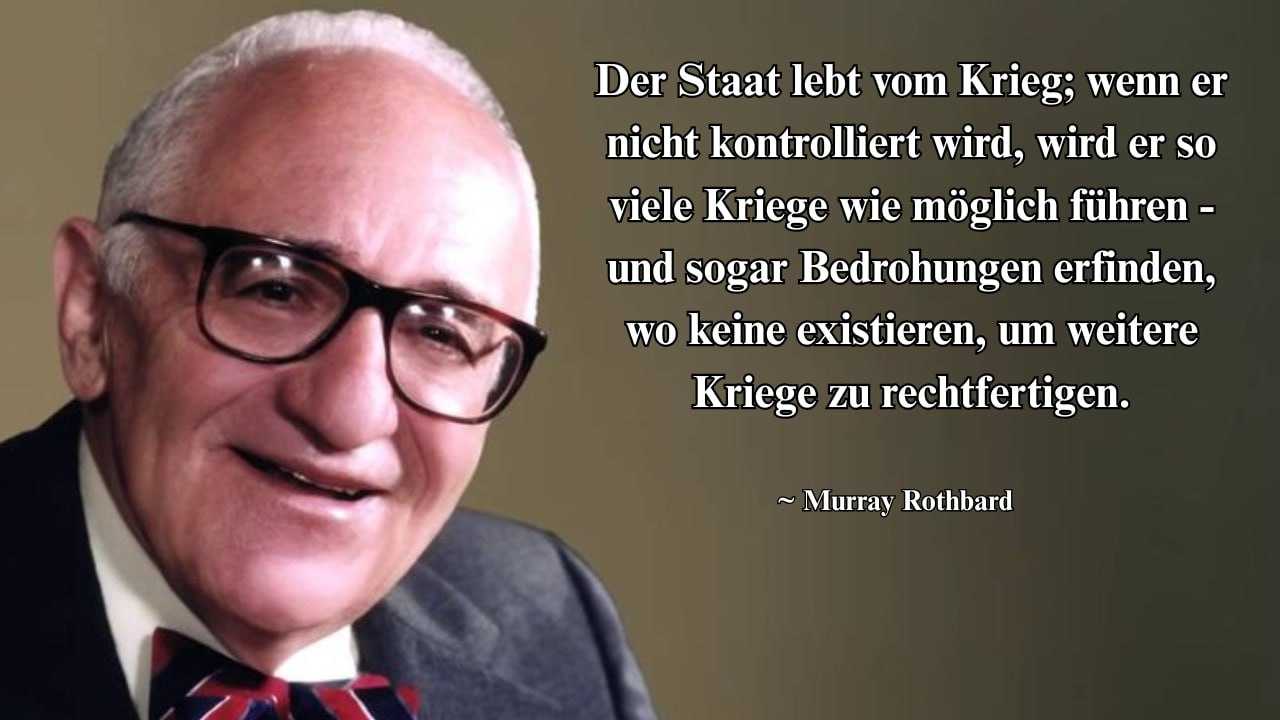 Der Staat lebt vom Krieg; wenn er
nicht kontrolliert wird, wird er so
viele Kriege wie möglich führen -
und sogar Bedrohungen erfinden,
wo keine existieren, um weitere
Kriege zu rechtfertigen.
~ Murray Rothbard